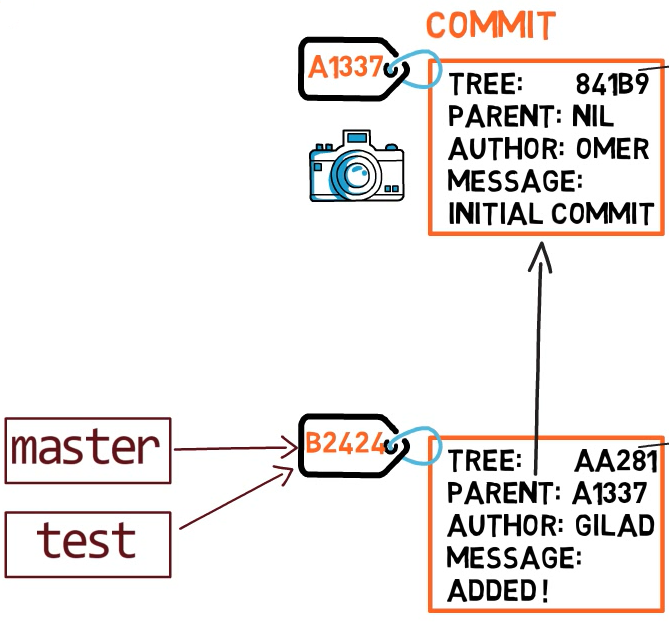 COMMIT
A1337
TREE: 841B9
PARENT: NIL
AUTHOR: OMER
MESSAGE:
INITIAL COMMIT
master
test
B2424
TREE: AA281
PARENT: A1337
AUTHOR: GILAD
MESSAGE:
ADDED!